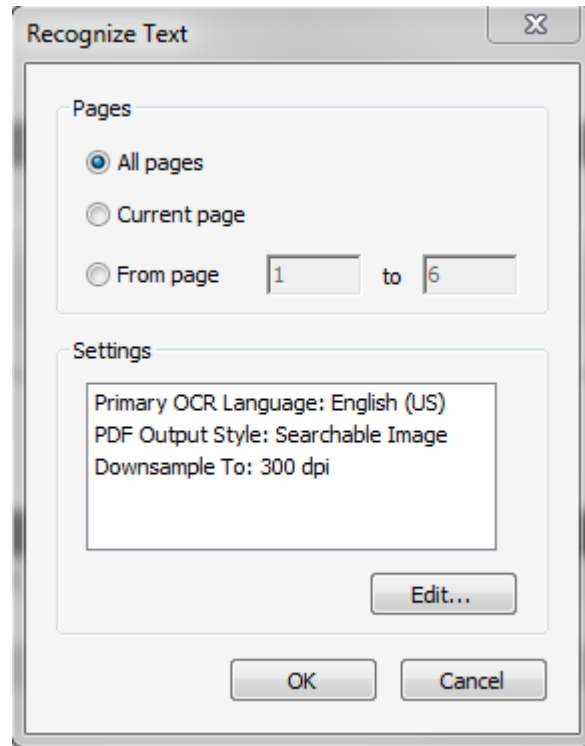 Recognize Text
Pages
All pages
Current page
From page 1 to 6
Settings
Primary OCR Language: English (US)
PDF Output Style: Searchable Image
Downsample To: 300 dpi
Edit...
OK Cancel